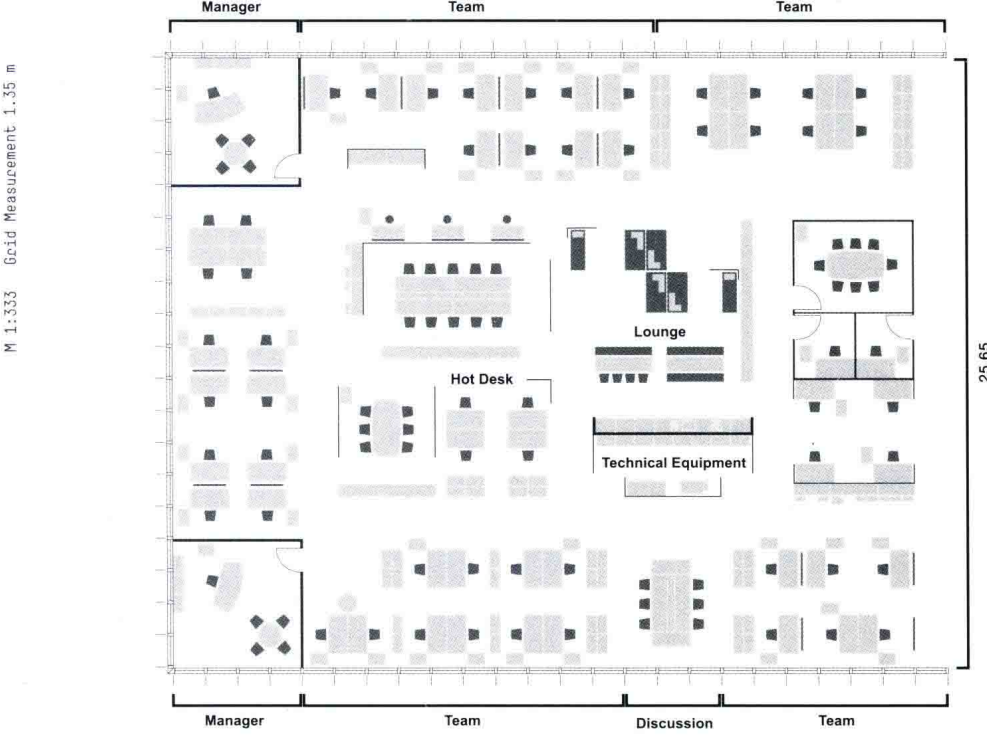 Manager
Team
Team
M 1:333 Grid Measurement 1.35 m
Lounge
Hot Desk
Technical Equipment
25.65
Manager
Team
Discussion
Team